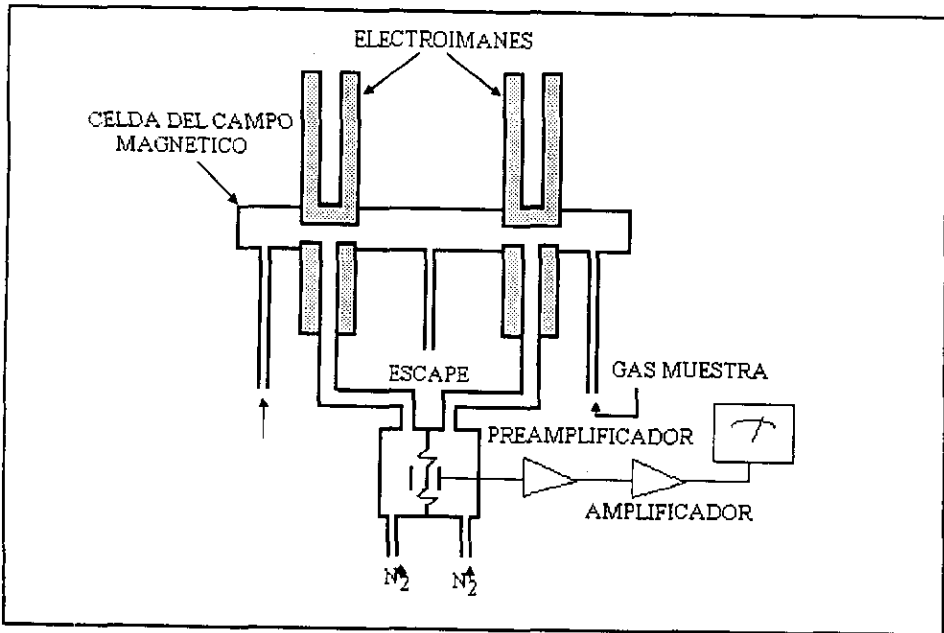 ELECTROIMANES
CELDA DEL CAMPO
MAGNETICO
ESCAPE
GAS MUESTRA
PREAMPLIFICADOR
AMPLIFICADOR
N2
N2